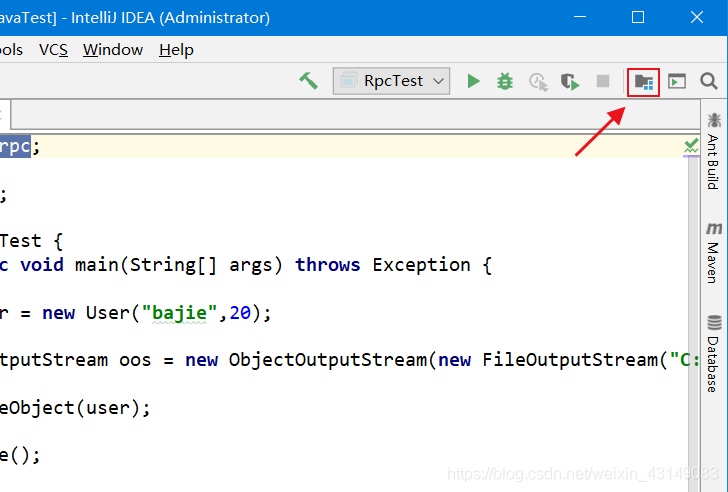 avaTest] - IntelliJ IDEA (Administrator)
ols VCS Window Help
RpcTest
rpc;
;
Test {
c void main(String[] args) throws Exception {
r = new User("bajie",20);
tputStream oos = new ObjectOutputStream(new FileOutputStream("C:
eObject(user);
e();
Ant Build
m
Maven
Database
https://blog.csdn.net/weixin_43149083